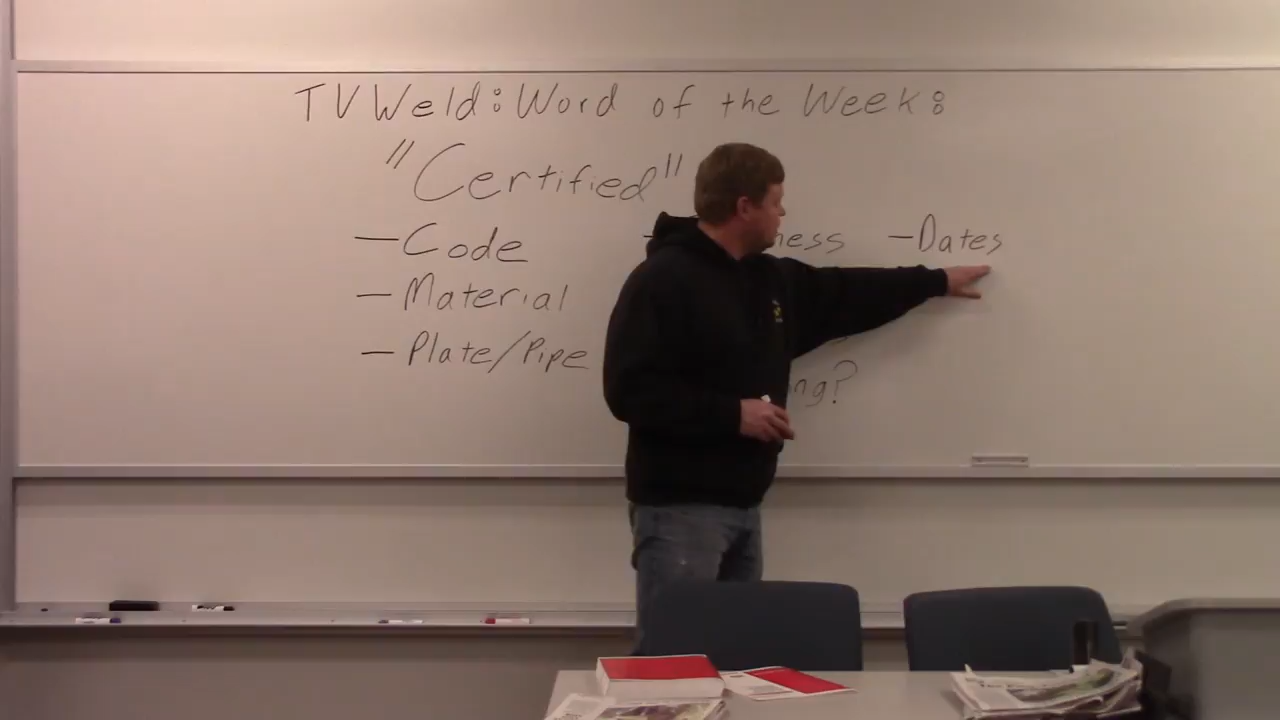 TV Weld: Word of the Week:
"Certified"
- Code
- Material
- Plate/Pipe
- Dates